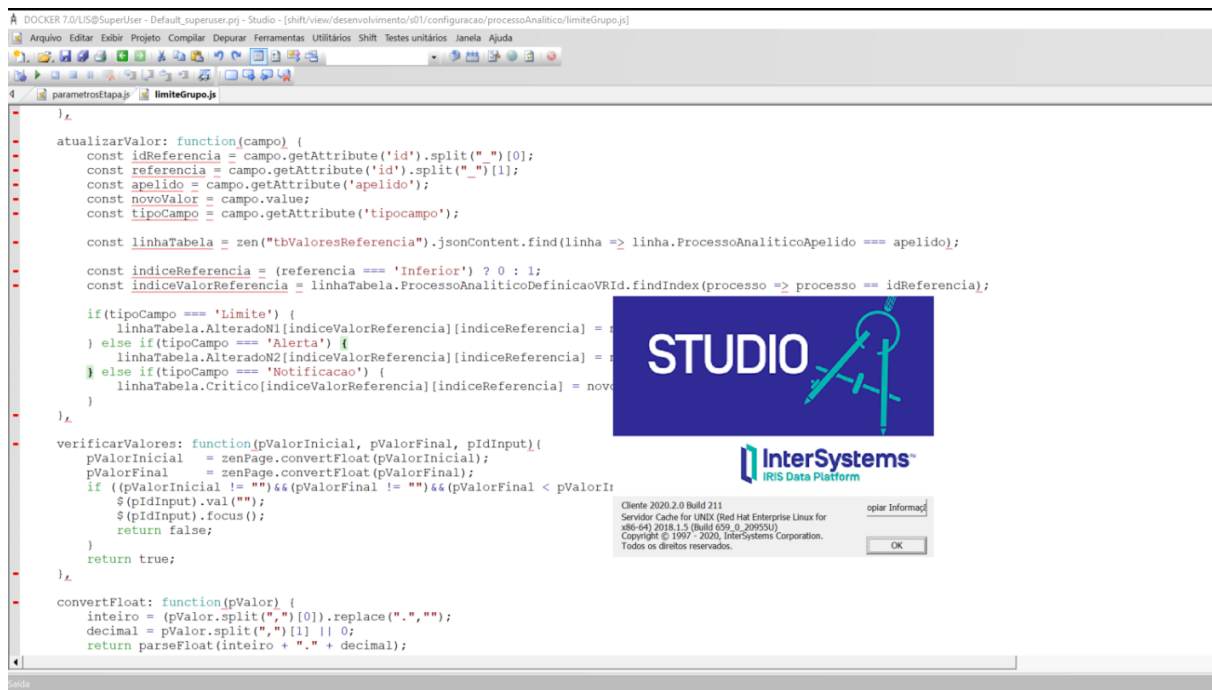 DOCKER 7.0/LIS@SuperUser - Default_superuser.prj - Studio - [shift/view/desenvolvimento/s01/configuracao/processoAnalitico/limiteGrupo.js]
Arquivo Editar Exibir Projeto Compilar Depurar Ferramentas Utilitários Shift Testes unitários Janela Ajuda
parametrosEtapa.js limiteGrupo.js
},
atualizarValor: function(campo) {
const idReferencia = campo.getAttribute('id').split("_")[0];
const referencia = campo.getAttribute('id').split("_")[1];
const apelido = campo.getAttribute('apelido');
const novoValor = campo.value;
const tipoCampo = campo.getAttribute('tipocampo');
const linhaTabela = zen("tbValoresReferencia").jsonContent.find(linha => linha.ProcessoAnaliticoApelido === apelido);
const indiceReferencia = (referencia === 'Inferior') ? 0 : 1;
const indiceValorReferencia = linhaTabela.ProcessoAnaliticoDefinicaoVRId.findIndex(processo => processo == idReferencia);
if(tipoCampo === 'Limite') {
linhaTabela.AlteradoN1[indiceValorReferencia][indiceReferencia] =
} else if(tipoCampo === 'Alerta') {
linhaTabela.AlteradoN2[indiceValorReferencia][indiceReferencia] =
} else if(tipoCampo === 'Notificacao') {
linhaTabela.Critico[indiceValorReferencia][indiceReferencia] = novo
}
},
verificarValores: function(pValorInicial, pValorFinal, pIdInput){
pValorInicial = zenPage.convertFloat(pValorInicial);
pValorFinal = zenPage.convertFloat(pValorFinal);
if ((pValorInicial != "")&&(pValorFinal != "")&&(pValorFinal < pValorI
$(pIdInput).val("");
$(pIdInput).focus();
return false;
}
return true;
},
convertFloat: function(pValor) {
inteiro = (pValor.split(",")[0]).replace(".","");
decimal = pValor.split(",")[1] || 0;
return parseFloat(inteiro + "." + decimal);
STUDIO
InterSystems
IRIS Data Platform
Cliente 2020.2.0 Build 211
Servidor Cache for UNIX (Red Hat Enterprise Linux for
x86-64) 2018.1.5 (Build 659_0_20955U)
Copyright © 1997 - 2020, InterSystems Corporation.
Todos os direitos reservados.
opiar Informaç
OK
Saída